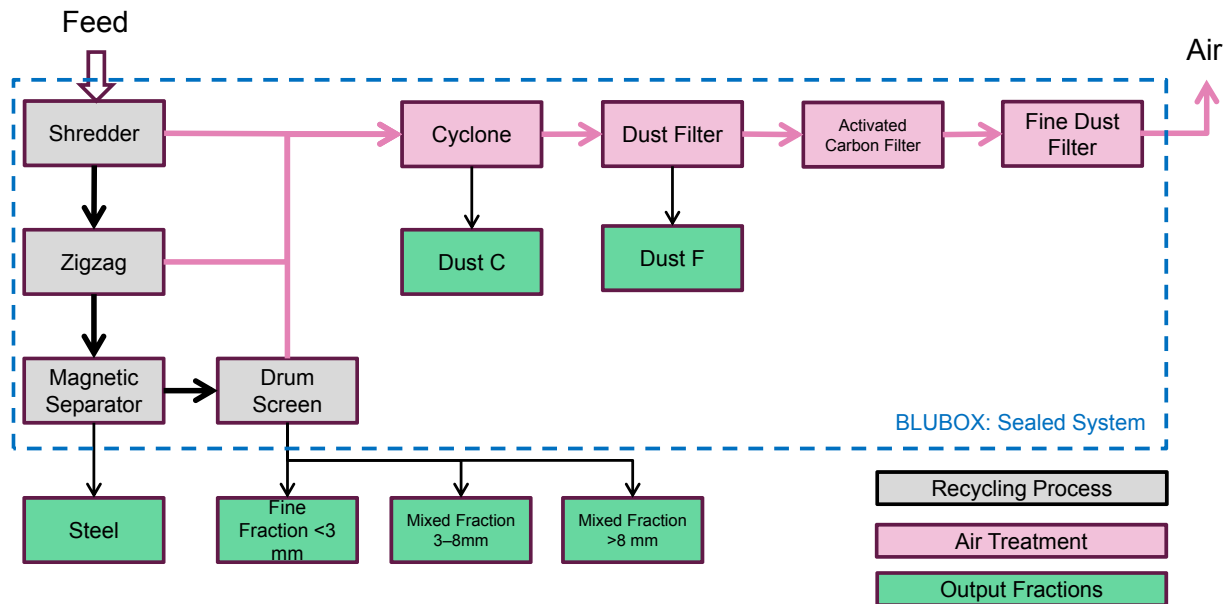 Feed
Air
Shredder
Cyclone
Dust Filter
Activated
Carbon Filter
Fine Dust
Filter
Zigzag
Dust C
Dust F
Magnetic
Separator
Drum
Screen
BLUBOX: Sealed System
Steel
Fine
Fraction <3
mm
Mixed Fraction
3–8mm
Mixed Fraction
>8 mm
Recycling Process
Air Treatment
Output Fractions